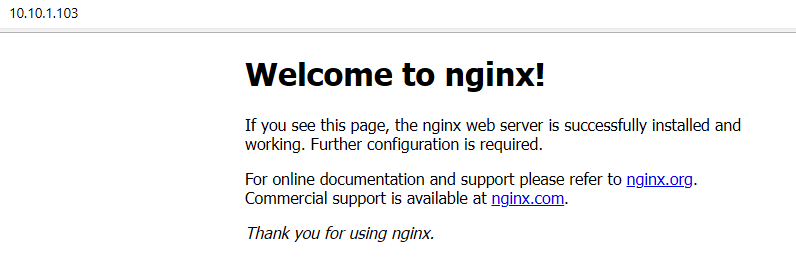 10.10.1.103
Welcome to nginx!
If you see this page, the nginx web server is successfully installed and
working. Further configuration is required.
For online documentation and support please refer to nginx.org.
Commercial support is available at nginx.com.
Thank you for using nginx.